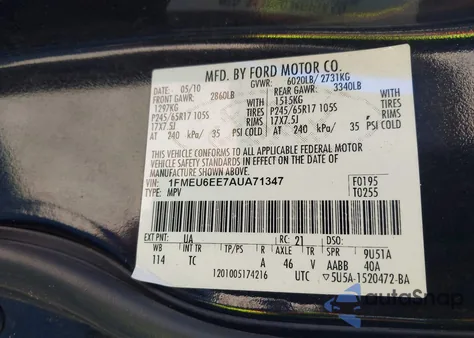 MFD. BY FORD MOTOR CO.
DATE: 05/10 GVWR: 6020LB/ 2731KG
FRONT GAWR: 2860LB REAR GAWR: 3340LB
1297KG WITH 1515KG WITH
P245/65R17 105S TIRES P245/65R17 105S TIRES
17X7.5J RIMS 17X7.5J RIMS
AT 240 kPa/ 35 PSI COLD AT 240 kPa/ 35 PSI COLD
THIS VEHICLE CONFORMS TO ALL APPLICABLE FEDERAL MOTOR
VEHICLE SAFETY STANDARDS IN EFFECT ON THE DATE OF
MANUFACTURE SHOWN ABOVE.
VIN: 1FMEU6EE7AUA71347 F0195
TYPE: MPV T0255
EXT PNT: UA RC: 21 DSO:
WB INT TR TP/PS R AX TR SPR 9U51A
114 TC A 46 V AABB 40A
1201005174216 UTC 5U5A-1520472-BA
autoSnap